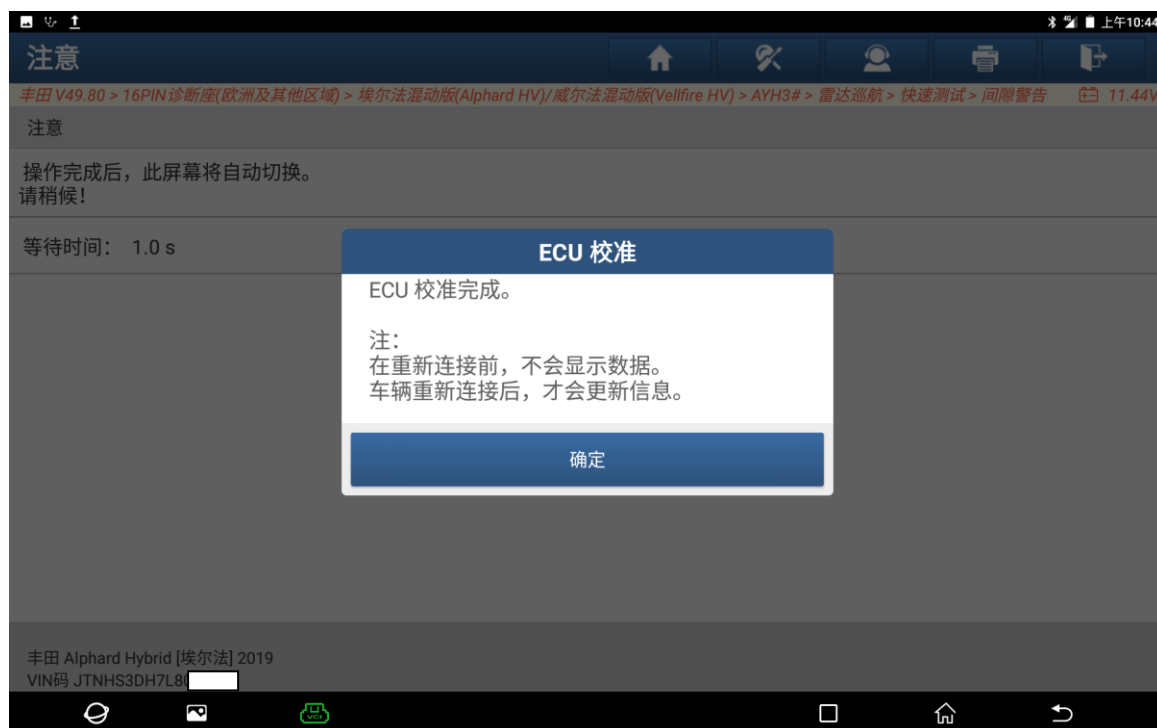 4G 上午10:44
注意
丰田 V49.80 > 16PIN诊断座(欧洲及其他区域) > 埃尔法混动版(Alphard HV)/威尔法混动版(Vellfire HV) > AYH3# > 雷达巡航 > 快速测试 > 间隙警告 11.44V
注意
操作完成后，此屏幕将自动切换。
请稍候！
等待时间： 1.0 s
ECU 校准
ECU 校准完成。
注：
在重新连接前，不会显示数据。
车辆重新连接后，才会更新信息。
确定
丰田 Alphard Hybrid [埃尔法] 2019
VIN码 JTNHS3DH7L8
VCI